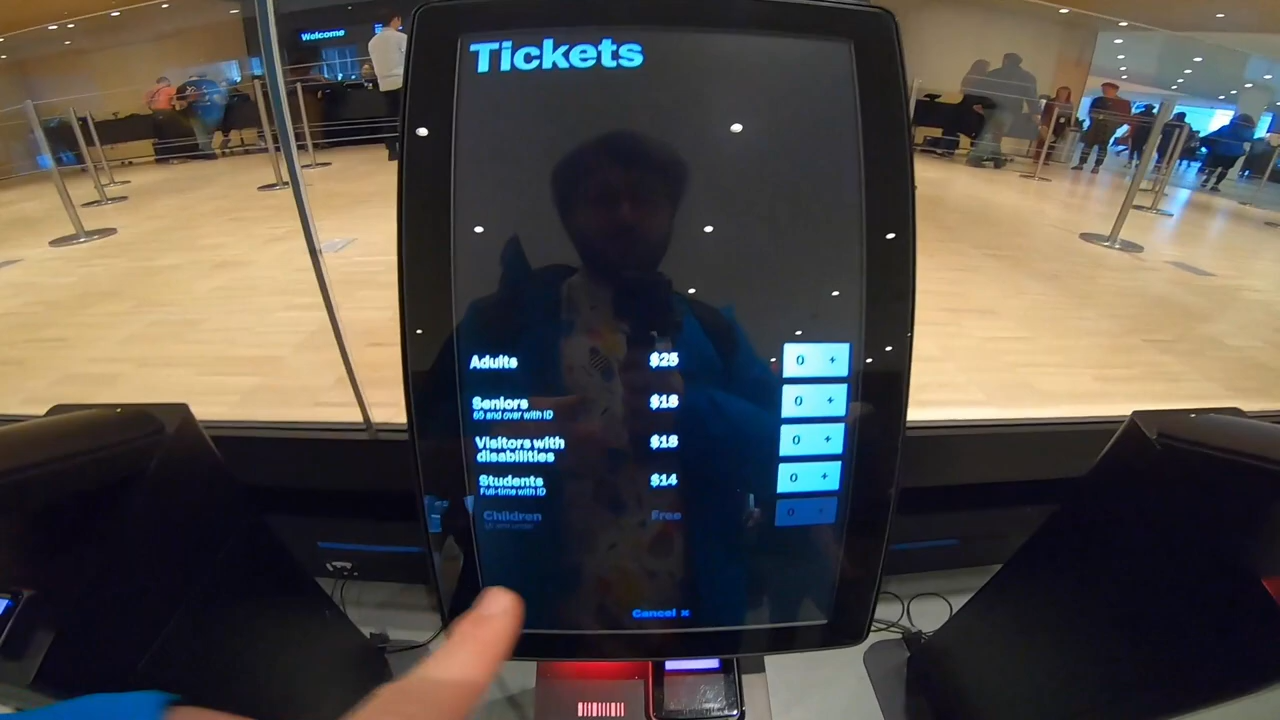 Welcome
Tickets
Adults $25 0 +
Seniors $18 0 +
65 and over with ID
Visitors with $18 0 +
disabilities
Students $14 0 +
Full-time with ID
Children Free 0 +
Cancel ×